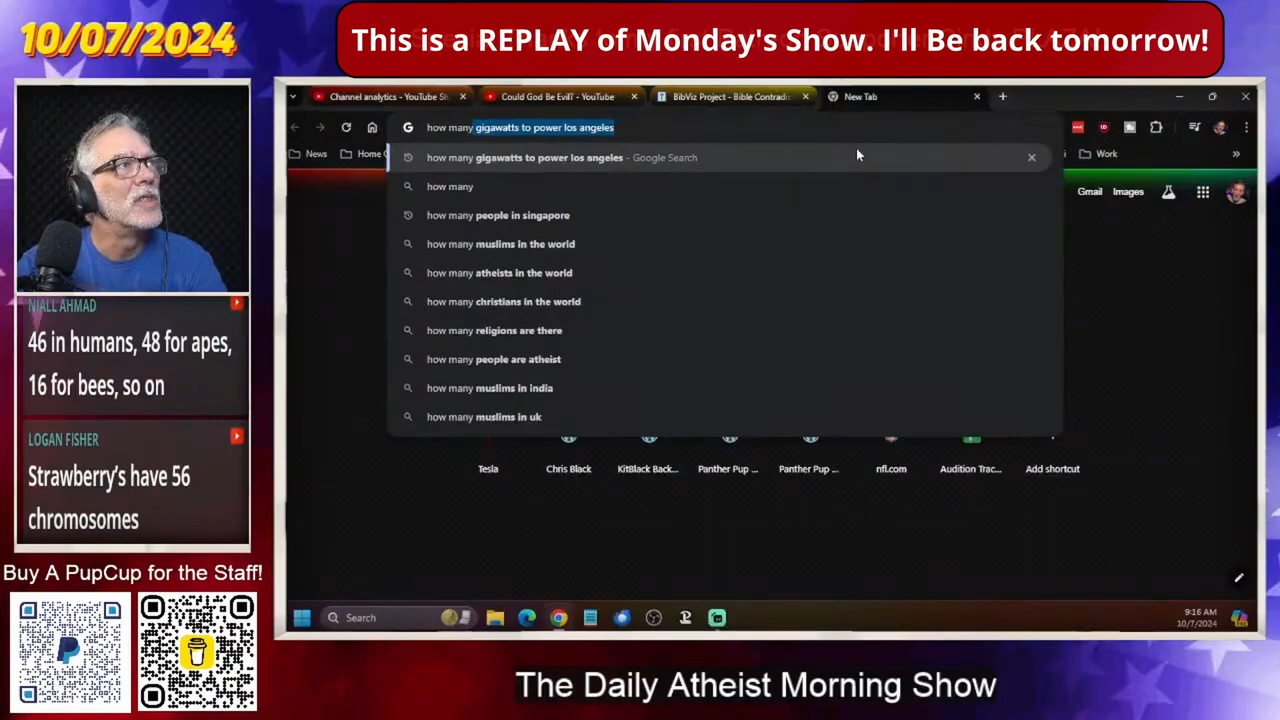 10/07/2024
This is a REPLAY of Monday's Show. I'll Be back tomorrow!
Channel analytics - YouTube St
Could God Be Evil? - YouTube
BibViz Project - Bible Contradic
New Tab
how many gigawatts to power los angeles
News
Home
Work
how many gigawatts to power los angeles - Google Search
how many
how many people in singapore
how many muslims in the world
how many atheists in the world
how many christians in the world
how many religions are there
how many people are atheist
how many muslims in india
how many muslims in uk
Gmail
Images
Tesla
Chris Black
KitBlack Back...
Panther Pup ...
Panther Pup ...
nfl.com
Audition Trac...
Add shortcut
NIALL AHMAD
46 in humans, 48 for apes,
16 for bees, so on
LOGAN FISHER
Strawberry's have 56
chromosomes
Search
9:16 AM
10/7/2024
Buy A PupCup for the Staff!
The Daily Atheist Morning Show